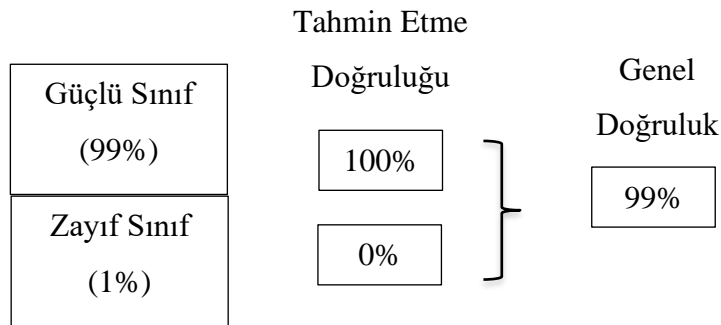 Tahmin Etme
Doğruluğu
Genel
Doğruluk
Güçlü Sınıf
(99%)
100%
99%
Zayıf Sınıf
(1%)
0%